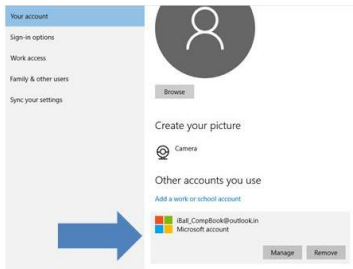 Your account
Sign-in options
Work access
Family & other users
Sync your settings
Browse
Create your picture
Camera
Other accounts you use
Add a work or school account
iBall_CompBook@outlook.in
Microsoft account
Manage
Remove